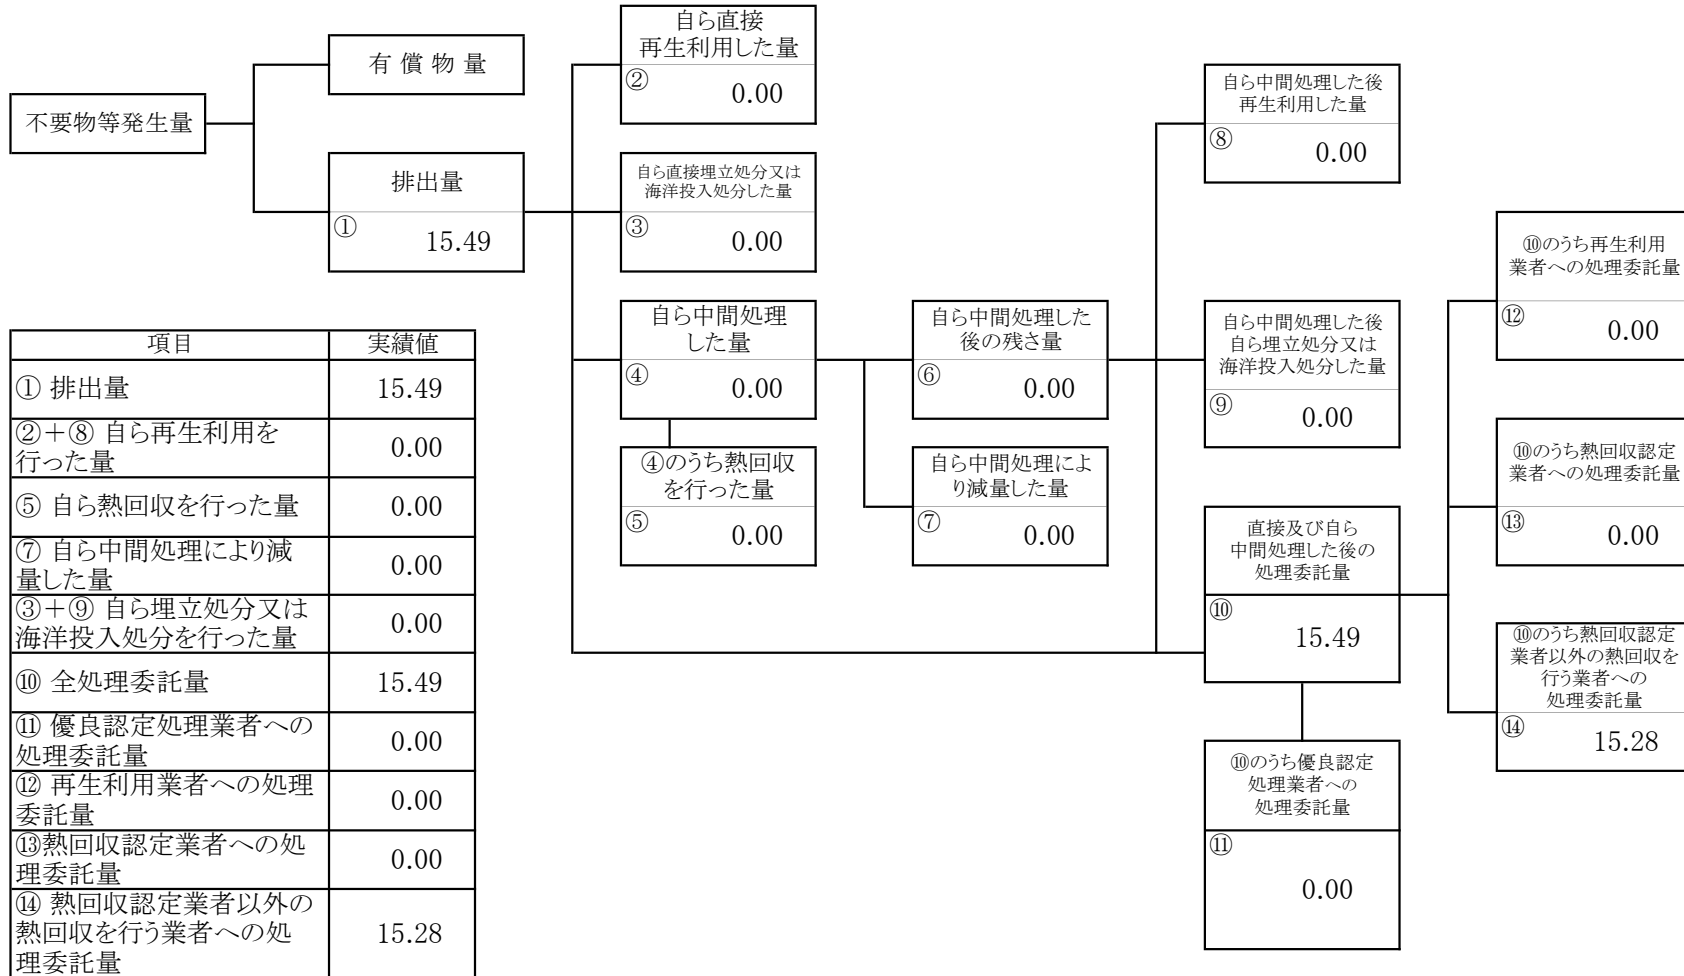 不要物等発生量
有 償 物 量
排出量
① 15.49
自ら直接
再生利用した量
② 0.00
自ら直接埋立処分又は
海洋投入処分した量
③ 0.00
自ら中間処理
した量
④ 0.00
④のうち熱回収
を行った量
⑤ 0.00
自ら中間処理した
後の残さ量
⑥ 0.00
自ら中間処理によ
り減量した量
⑦ 0.00
自ら中間処理した後
再生利用した量
⑧ 0.00
自ら中間処理した後
自ら埋立処分又は
海洋投入処分した量
⑨ 0.00
直接及び自ら
中間処理した後の
処理委託量
⑩ 15.49
⑩のうち優良認定
処理業者への
処理委託量
⑪ 0.00
⑩のうち再生利用
業者への処理委託量
⑫ 0.00
⑩のうち熱回収認定
業者への処理委託量
⑬ 0.00
⑩のうち熱回収認定
業者以外の熱回収を
行う業者への
処理委託量
⑭ 15.28
項目 実績値
① 排出量 15.49
②＋⑧ 自ら再生利用を
行った量 0.00
⑤ 自ら熱回収を行った量 0.00
⑦ 自ら中間処理により減
量した量 0.00
③＋⑨ 自ら埋立処分又は
海洋投入処分を行った量 0.00
⑩ 全処理委託量 15.49
⑪ 優良認定処理業者への
処理委託量 0.00
⑫ 再生利用業者への処理
委託量 0.00
⑬熱回収認定業者への処
理委託量 0.00
⑭ 熱回収認定業者以外の
熱回収を行う業者への処
理委託量 15.28